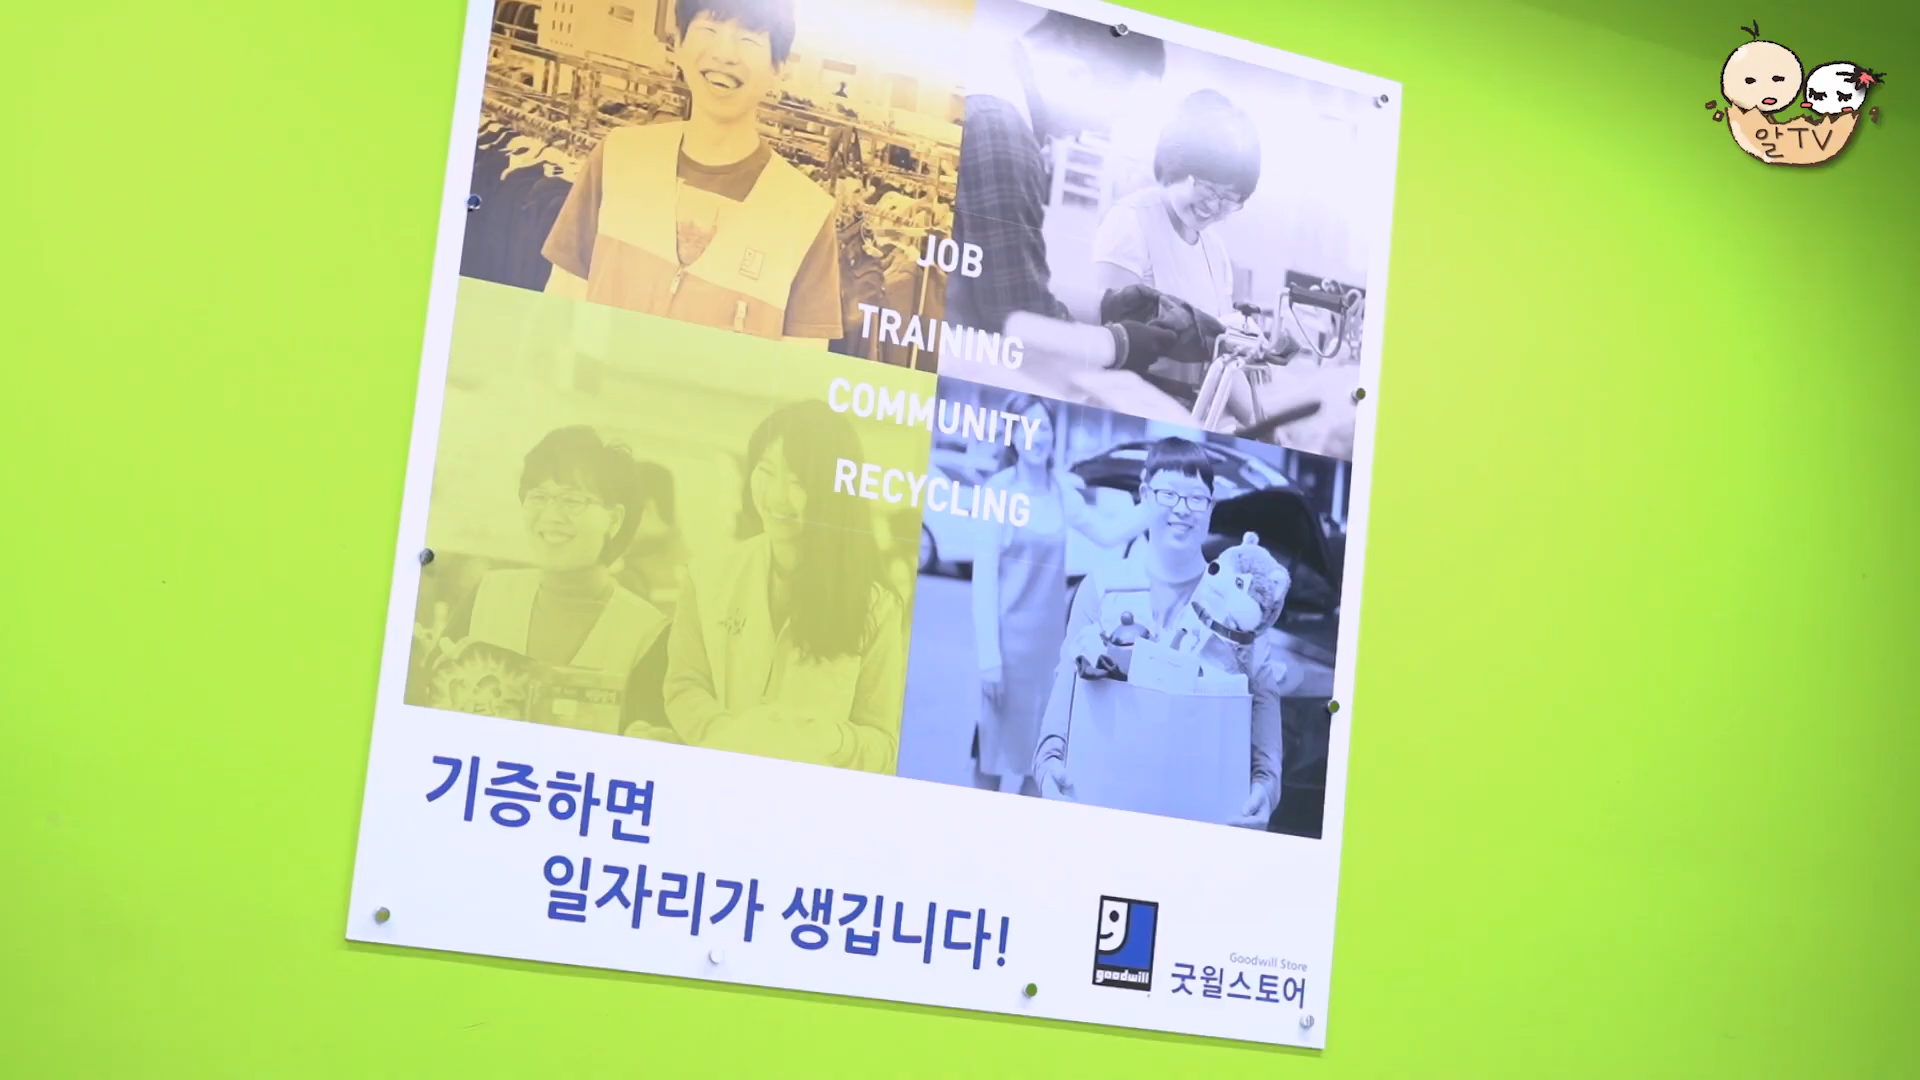 알TV
JOB
TRAINING
COMMUNITY
RECYCLING
기증하면
일자리가 생깁니다!
goodwill
Goodwill Store
굿윌스토어